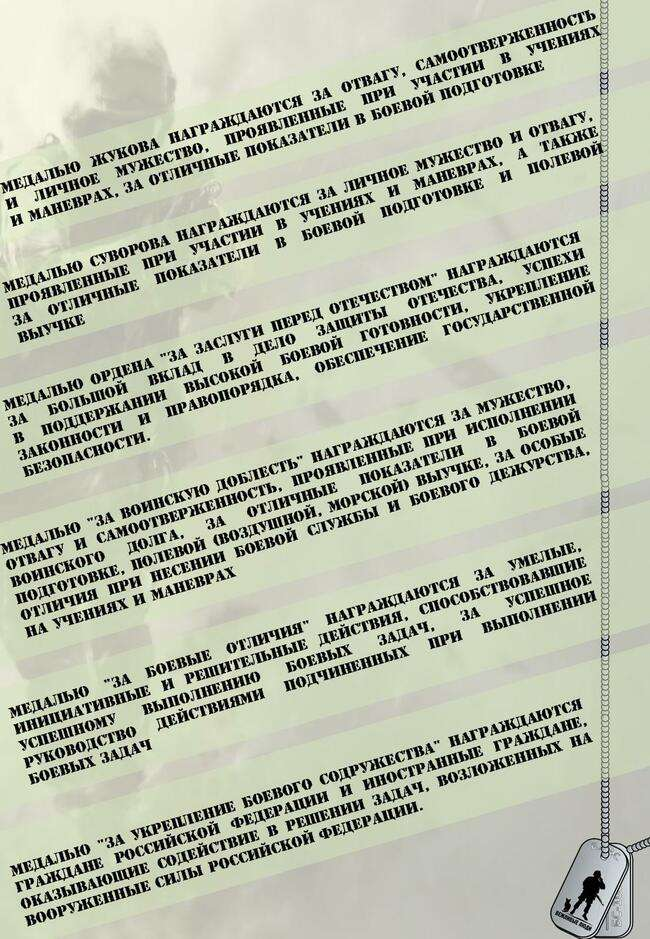 МЕДАЛЬЮ ЖУКОВА НАГРАЖДАЮТСЯ ЗА ОТВАГУ, САМООТВЕРЖЕННОСТЬ
И ЛИЧНОЕ МУЖЕСТВО, ПРОЯВЛЕННЫЕ ПРИ УЧАСТИИ В УЧЕНИЯХ
И МАНЕВРАХ, ЗА ОТЛИЧНЫЕ ПОКАЗАТЕЛИ В БОЕВОЙ ПОДГОТОВКЕ
МЕДАЛЬЮ СУВОРОВА НАГРАЖДАЮТСЯ ЗА ЛИЧНОЕ МУЖЕСТВО И ОТВАГУ,
ПРОЯВЛЕННЫЕ ПРИ УЧАСТИИ В УЧЕНИЯХ И МАНЕВРАХ, А ТАКЖЕ
ЗА ОТЛИЧНЫЕ ПОКАЗАТЕЛИ В БОЕВОЙ ПОДГОТОВКЕ И ПОЛЕВОЙ
ВЫУЧКЕ
МЕДАЛЬЮ ОРДЕНА "ЗА ЗАСЛУГИ ПЕРЕД ОТЕЧЕСТВОМ" НАГРАЖДАЮТСЯ
ЗА БОЛЬШОЙ ВКЛАД В ДЕЛО ЗАЩИТЫ ОТЕЧЕСТВА, УСПЕХИ
В ПОДДЕРЖАНИИ ВЫСОКОЙ БОЕВОЙ ГОТОВНОСТИ, УКРЕПЛЕНИЕ
ЗАКОННОСТИ И ПРАВОПОРЯДКА, ОБЕСПЕЧЕНИЕ ГОСУДАРСТВЕННОЙ
БЕЗОПАСНОСТИ.
МЕДАЛЬЮ "ЗА ВОИНСКУЮ ДОБЛЕСТЬ" НАГРАЖДАЮТСЯ ЗА МУЖЕСТВО,
ОТВАГУ И САМООТВЕРЖЕННОСТЬ, ПРОЯВЛЕННЫЕ ПРИ ИСПОЛНЕНИИ
ВОИНСКОГО ДОЛГА, ЗА ОТЛИЧНЫЕ ПОКАЗАТЕЛИ В БОЕВОЙ
ПОДГОТОВКЕ, ПОЛЕВОЙ (ВОЗДУШНОЙ, МОРСКОЙ) ВЫУЧКЕ, ЗА ОСОБЫЕ
ОТЛИЧИЯ ПРИ НЕСЕНИИ БОЕВОЙ СЛУЖБЫ И БОЕВОГО ДЕЖУРСТВА,
НА УЧЕНИЯХ И МАНЕВРАХ
МЕДАЛЬЮ "ЗА БОЕВЫЕ ОТЛИЧИЯ" НАГРАЖДАЮТСЯ ЗА УМЕЛЫЕ,
ИНИЦИАТИВНЫЕ И РЕШИТЕЛЬНЫЕ ДЕЙСТВИЯ, СПОСОБСТВОВАВШИЕ
УСПЕШНОМУ ВЫПОЛНЕНИЮ БОЕВЫХ ЗАДАЧ, ЗА УСПЕШНОЕ
РУКОВОДСТВО ДЕЙСТВИЯМИ ПОДЧИНЕННЫХ ПРИ ВЫПОЛНЕНИИ
БОЕВЫХ ЗАДАЧ
МЕДАЛЬЮ "ЗА УКРЕПЛЕНИЕ БОЕВОГО СОДРУЖЕСТВА" НАГРАЖДАЮТСЯ
ГРАЖДАНЕ РОССИЙСКОЙ ФЕДЕРАЦИИ И ИНОСТРАННЫЕ ГРАЖДАНЕ,
ОКАЗЫВАЮЩИЕ СОДЕЙСТВИЕ В РЕШЕНИИ ЗАДАЧ, ВОЗЛОЖЕННЫХ НА
ВООРУЖЕННЫЕ СИЛЫ РОССИЙСКОЙ ФЕДЕРАЦИИ.
ВЕЖЛИВЫЕ ЛЮДИ